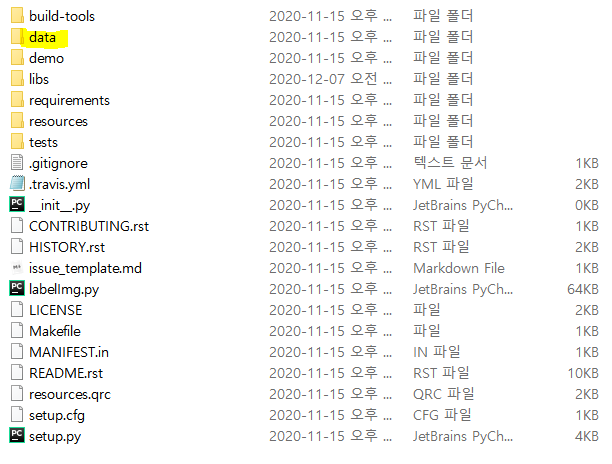 build-tools 2020-11-15 오후 ... 파일 폴더
data 2020-11-15 오후 ... 파일 폴더
demo 2020-11-15 오후 ... 파일 폴더
libs 2020-12-07 오전 ... 파일 폴더
requirements 2020-11-15 오후 ... 파일 폴더
resources 2020-11-15 오후 ... 파일 폴더
tests 2020-11-15 오후 ... 파일 폴더
.gitignore 2020-11-15 오후 ... 텍스트 문서 1KB
.travis.yml 2020-11-15 오후 ... YML 파일 2KB
__init__.py 2020-11-15 오후 ... JetBrains PyCh... 0KB
CONTRIBUTING.rst 2020-11-15 오후 ... RST 파일 1KB
HISTORY.rst 2020-11-15 오후 ... RST 파일 2KB
issue_template.md 2020-11-15 오후 ... Markdown File 1KB
labelImg.py 2020-11-15 오후 ... JetBrains PyCh... 64KB
LICENSE 2020-11-15 오후 ... 파일 2KB
Makefile 2020-11-15 오후 ... 파일 1KB
MANIFEST.in 2020-11-15 오후 ... IN 파일 1KB
README.rst 2020-11-15 오후 ... RST 파일 10KB
resources.qrc 2020-11-15 오후 ... QRC 파일 2KB
setup.cfg 2020-11-15 오후 ... CFG 파일 1KB
setup.py 2020-11-15 오후 ... JetBrains PyCh... 4KB